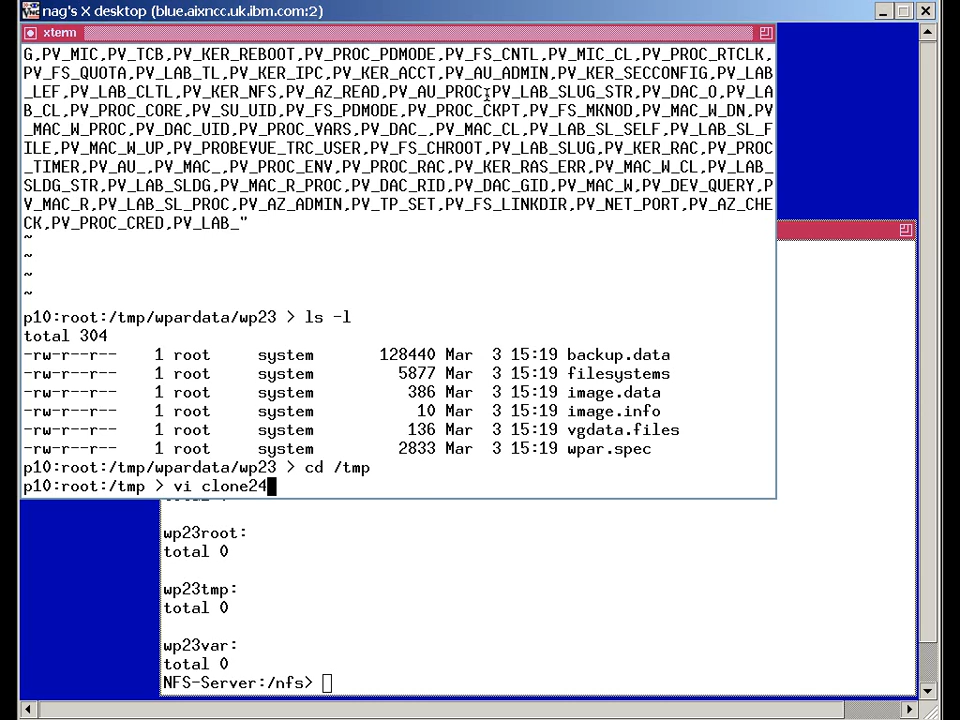 nag's X desktop (blue.aixncc.uk.ibm.com:2)
xterm
G,PV_MIC,PV_TCB,PV_KER_REBOOT,PV_PROC_PDMODE,PV_FS_CNTL,PV_MIC_CL,PV_PROC_RTCLK,
PV_FS_QUOTA,PV_LAB_TL,PV_KER_IPC,PV_KER_ACCT,PV_AU_ADMIN,PV_KER_SECCONFIG,PV_LAB
_LEF,PV_LAB_CLTL,PV_KER_NFS,PV_AZ_READ,PV_AU_PROC,PV_LAB_SLUG_STR,PV_DAC_O,PV_LA
B_CL,PV_PROC_CORE,PV_SU_UID,PV_FS_PDMODE,PV_PROC_CKPT,PV_FS_MKNOD,PV_MAC_W_DN,PV
_MAC_W_PROC,PV_DAC_UID,PV_PROC_VARS,PV_DAC_,PV_MAC_CL,PV_LAB_SL_SELF,PV_LAB_SL_F
ILE,PV_MAC_W_UP,PV_PROBEVUE_TRC_USER,PV_FS_CHROOT,PV_LAB_SLUG,PV_KER_RAC,PV_PROC
_TIMER,PV_AU_,PV_MAC_,PV_PROC_ENV,PV_PROC_RAC,PV_KER_RAS_ERR,PV_MAC_W_CL,PV_LAB_
SLDG_STR,PV_LAB_SLDG,PV_MAC_R_PROC,PV_DAC_RID,PV_DAC_GID,PV_MAC_W,PV_DEV_QUERY,P
V_MAC_R,PV_LAB_SL_PROC,PV_AZ_ADMIN,PV_TP_SET,PV_FS_LINKDIR,PV_NET_PORT,PV_AZ_CHE
CK,PV_PROC_CRED,PV_LAB_"
~
~
~
~
p10:root:/tmp/wpardata/wp23 > ls -l
total 304
-rw-r--r-- 1 root system 128440 Mar 3 15:19 backup.data
-rw-r--r-- 1 root system 5877 Mar 3 15:19 filesystems
-rw-r--r-- 1 root system 386 Mar 3 15:19 image.data
-rw-r--r-- 1 root system 10 Mar 3 15:19 image.info
-rw-r--r-- 1 root system 136 Mar 3 15:19 vgdata.files
-rw-r--r-- 1 root system 2833 Mar 3 15:19 wpar.spec
p10:root:/tmp/wpardata/wp23 > cd /tmp
p10:root:/tmp > vi clone24
wp23root:
total 0
wp23tmp:
total 0
wp23var:
total 0
NFS-Server:/nfs>